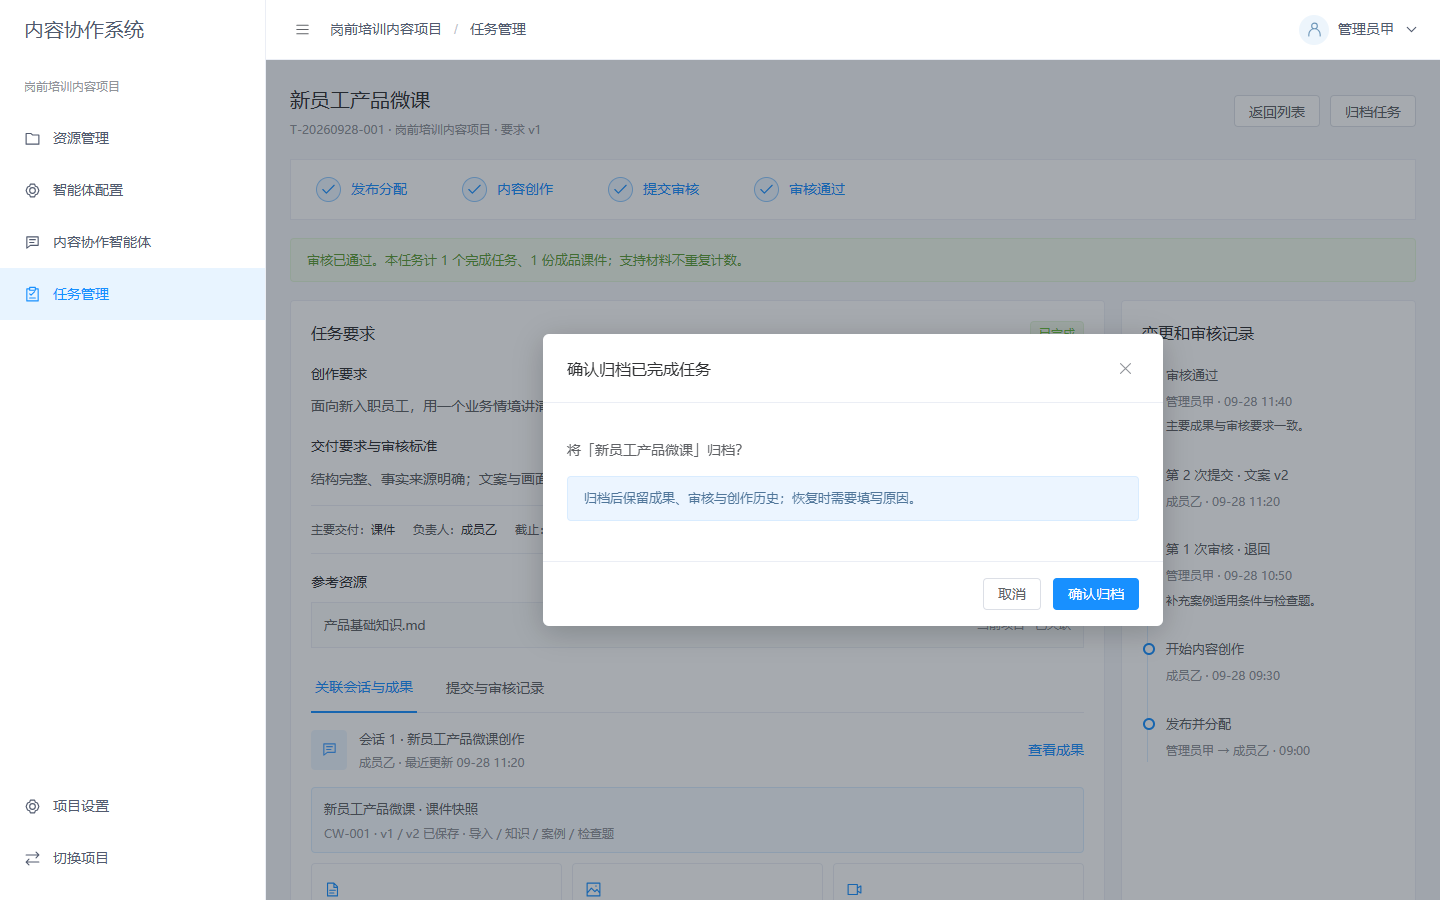 内容协作系统
岗前培训内容项目
资源管理
智能体配置
内容协作智能体
任务管理
项目设置
切换项目
岗前培训内容项目 / 任务管理
管理员甲
新员工产品微课
T-20260928-001 · 岗前培训内容项目 · 要求 v1
返回列表
归档任务
发布分配
内容创作
提交审核
审核通过
审核已通过。本任务计 1 个完成任务、1 份成品课件；支持材料不重复计数。
任务要求
创作要求
面向新入职员工，用一个业务情境讲清
交付要求与审核标准
结构完整、事实来源明确；文案与画面
主要交付：课件 负责人：成员乙 截止：
参考资源
产品基础知识.md
关联会话与成果
提交与审核记录
会话 1 · 新员工产品微课创作
成员乙 · 最近更新 09-28 11:20
查看成果
新员工产品微课 · 课件快照
CW-001 · v1 / v2 已保存 · 导入 / 知识 / 案例 / 检查题
确认归档已完成任务
将「新员工产品微课」归档？
归档后保留成果、审核与创作历史；恢复时需要填写原因。
取消
确认归档
变更和审核记录
审核通过
管理员甲 · 09-28 11:40
主要成果与审核要求一致。
第 2 次提交 · 文案 v2
成员乙 · 09-28 11:20
第 1 次审核 · 退回
管理员甲 · 09-28 10:50
补充案例适用条件与检查题。
开始内容创作
成员乙 · 09-28 09:30
发布并分配
管理员甲 → 成员乙 · 09:00